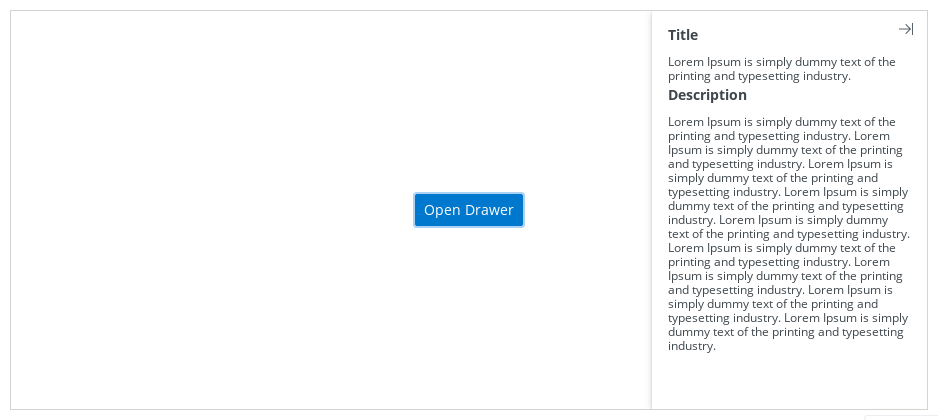 Title
Lorem Ipsum is simply dummy text of the
printing and typesetting industry.
Description
Lorem Ipsum is simply dummy text of the
printing and typesetting industry. Lorem
Ipsum is simply dummy text of the printing
and typesetting industry. Lorem Ipsum is
simply dummy text of the printing and
typesetting industry. Lorem Ipsum is simply
dummy text of the printing and typesetting
industry. Lorem Ipsum is simply dummy
text of the printing and typesetting industry.
Lorem Ipsum is simply dummy text of the
printing and typesetting industry. Lorem
Ipsum is simply dummy text of the printing
and typesetting industry. Lorem Ipsum is
simply dummy text of the printing and
typesetting industry. Lorem Ipsum is simply
dummy text of the printing and typesetting
industry.
Open Drawer